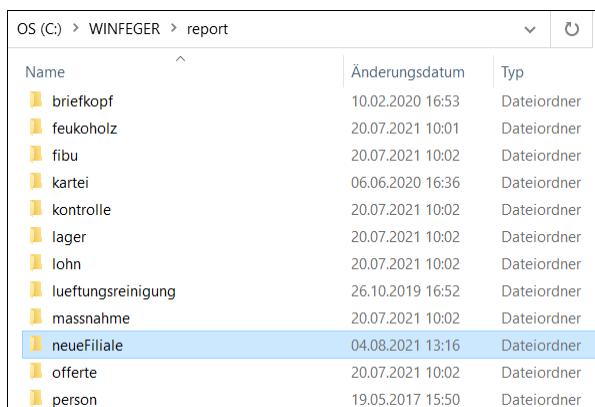 OS (C:) > WINFEGER > report
Name Änderungsdatum Typ
briefkopf 10.02.2020 16:53 Dateiordner
feukoholz 20.07.2021 10:01 Dateiordner
fibu 20.07.2021 10:02 Dateiordner
kartei 06.06.2020 16:36 Dateiordner
kontrolle 20.07.2021 10:02 Dateiordner
lager 20.07.2021 10:02 Dateiordner
lohn 20.07.2021 10:02 Dateiordner
lueftungsreinigung 26.10.2019 16:52 Dateiordner
massnahme 20.07.2021 10:02 Dateiordner
neueFiliale 04.08.2021 13:16 Dateiordner
offerte 20.07.2021 10:02 Dateiordner
person 19.05.2017 15:50 Dateiordner